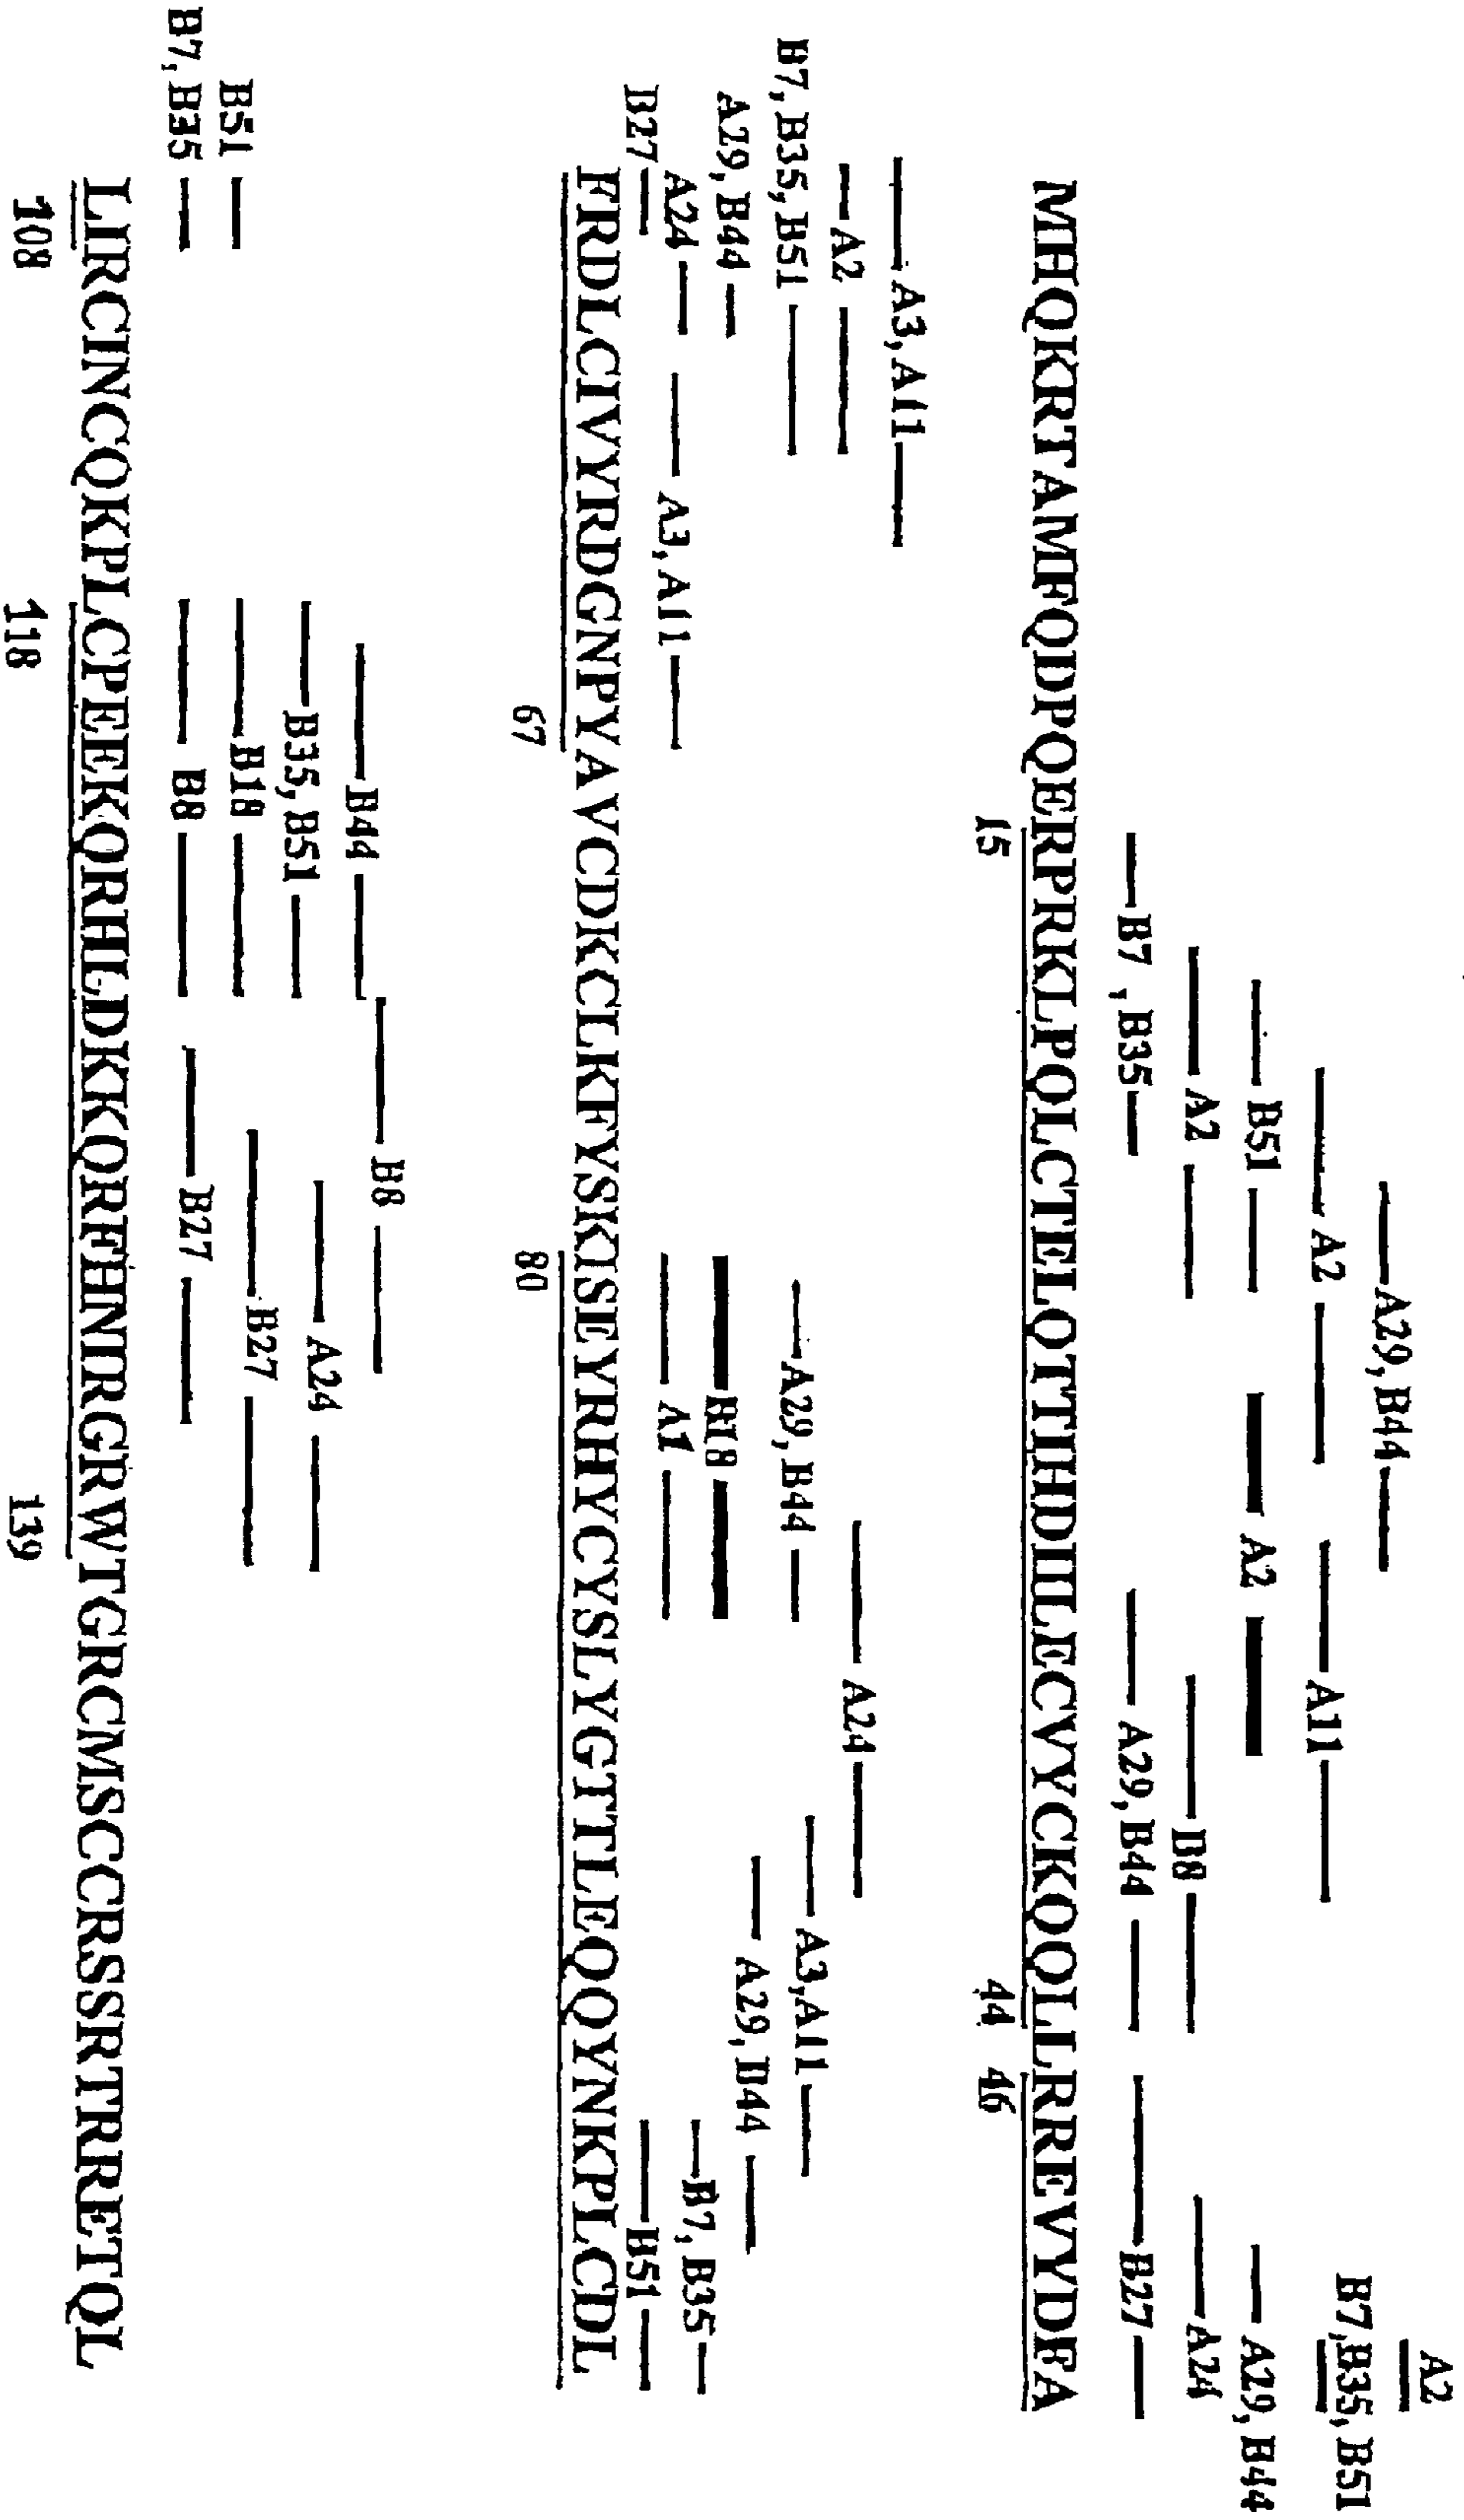 A2
A29, B44
B7,B35, B51
A2 A11
B51 A2 A29, B44
A2 B8 A24
B7, B35 A29, B44 B27
MHQKRTAMFQDPQERPRKLPQLCTELQTTIHDIILECVYCKQQLLRREVYDFA
15 44 46
A3, A11
A2 A24
B7, B35, B51 A29, B44 A3, A11
A29, B44 B18 A29, B44
A24 A3, A11 A1 B7, B35
B27 B51
FRDLCIVYRDGNPYAVCDKCLKFYSKISEYRHYCYSLYGTTLEQQYNKPLCDL
67 80
B8
B44
B35, B51 A24
B51 B18 B27
B7, B35 B8 B27
LIRCINCQKPLCPEEKQRHLDKKQRFHNIRGRWTGRCMSCCRSSRTRRETQL
108 118 139